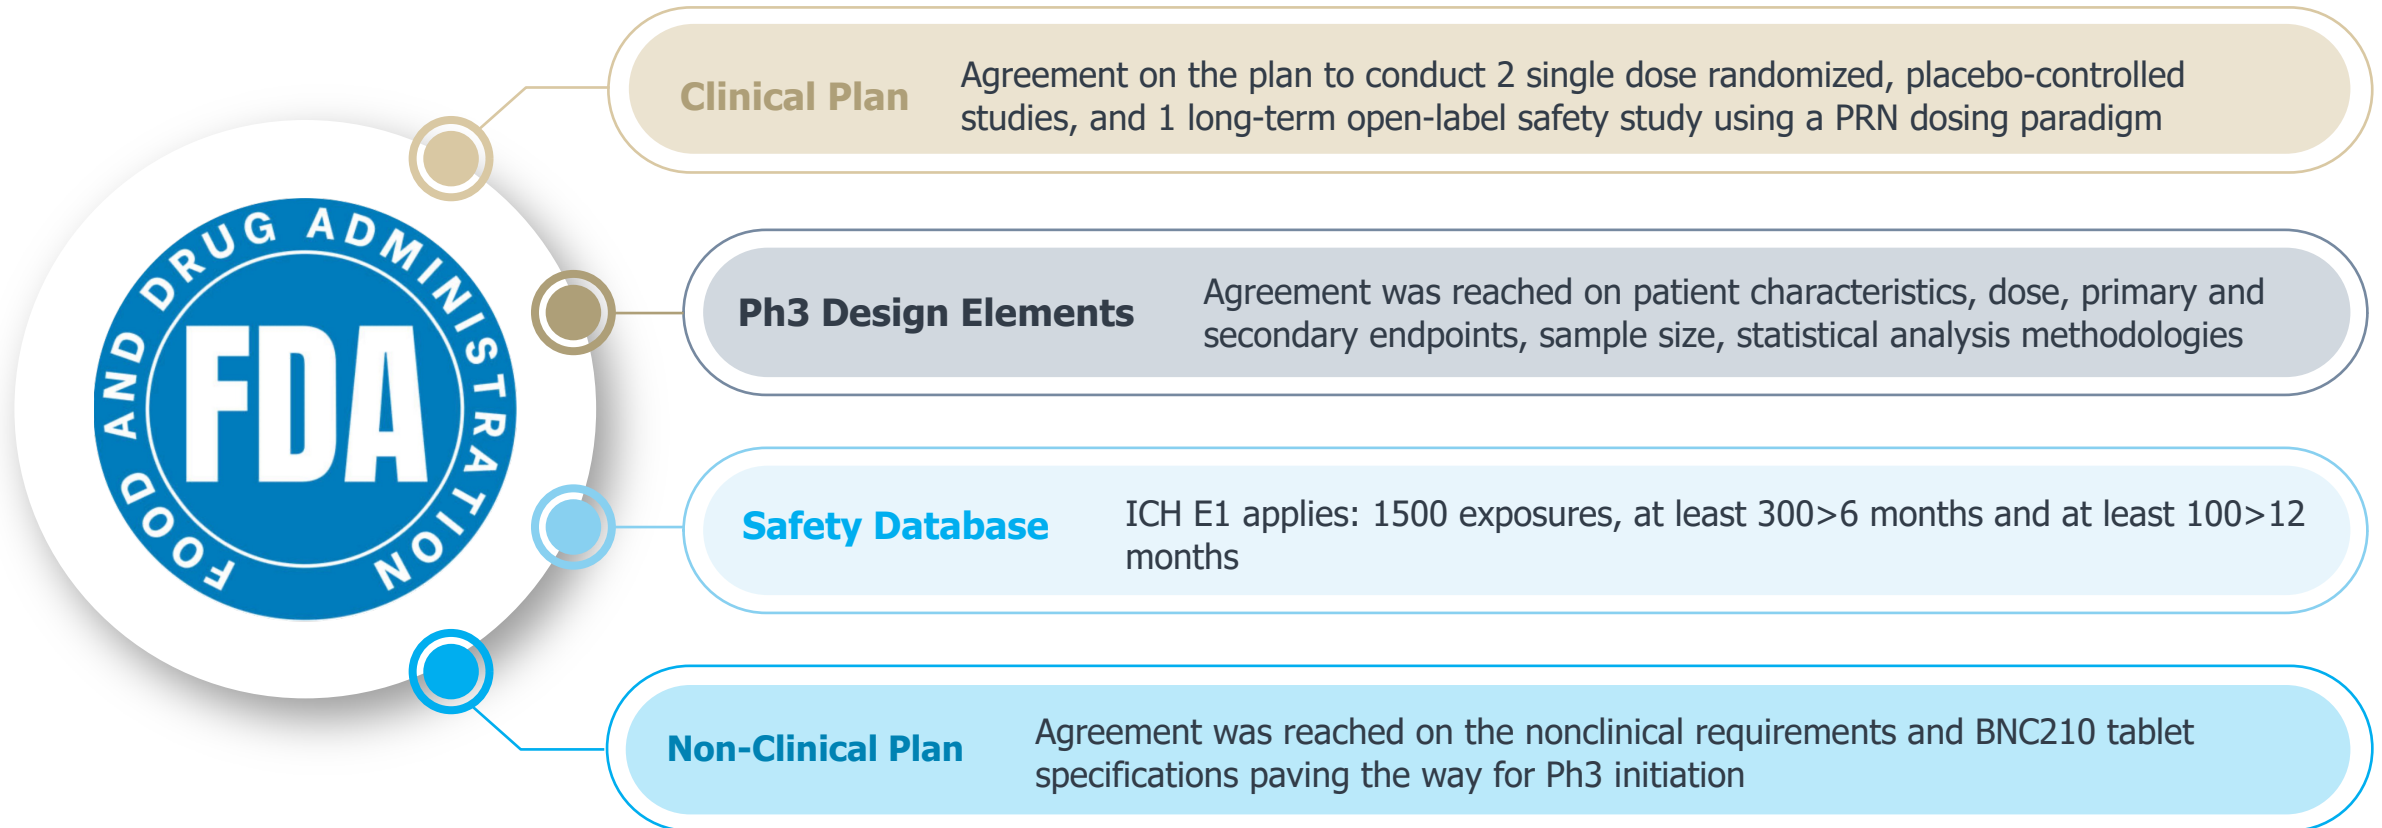 FOOD AND DRUG ADMINISTRATION
FDA
Clinical Plan
Agreement on the plan to conduct 2 single dose randomized, placebo-controlled
studies, and 1 long-term open-label safety study using a PRN dosing paradigm
Ph3 Design Elements
Agreement was reached on patient characteristics, dose, primary and
secondary endpoints, sample size, statistical analysis methodologies
Safety Database
ICH E1 applies: 1500 exposures, at least 300>6 months and at least 100>12
months
Non-Clinical Plan
Agreement was reached on the nonclinical requirements and BNC210 tablet
specifications paving the way for Ph3 initiation